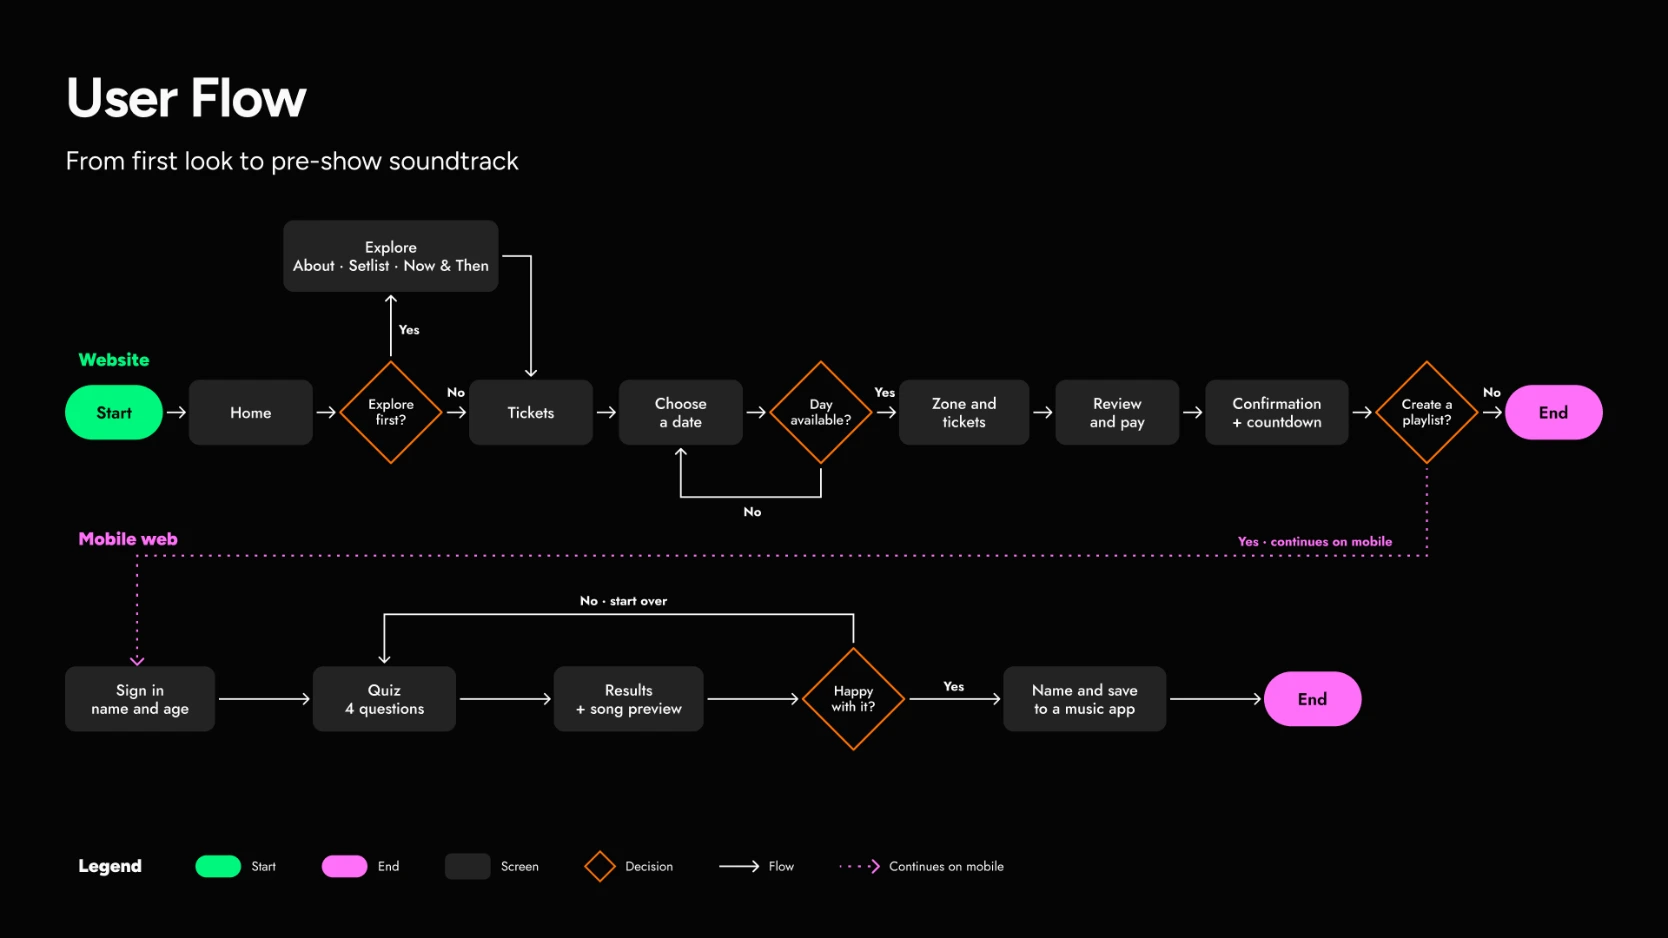 User Flow
From first look to pre-show soundtrack
Explore
About · Setlist · Now & Then
Yes
Website
Start
Home
Explore
first?
No
Tickets
Choose
a date
Day
available?
Yes
Zone and
tickets
Review
and pay
Confirmation
+ countdown
Create a
playlist?
No
End
No
Mobile web
Yes · continues on mobile
No · start over
Sign in
name and age
Quiz
4 questions
Results
+ song preview
Happy
with it?
Yes
Name and save
to a music app
End
Legend
Start
End
Screen
Decision
Flow
Continues on mobile